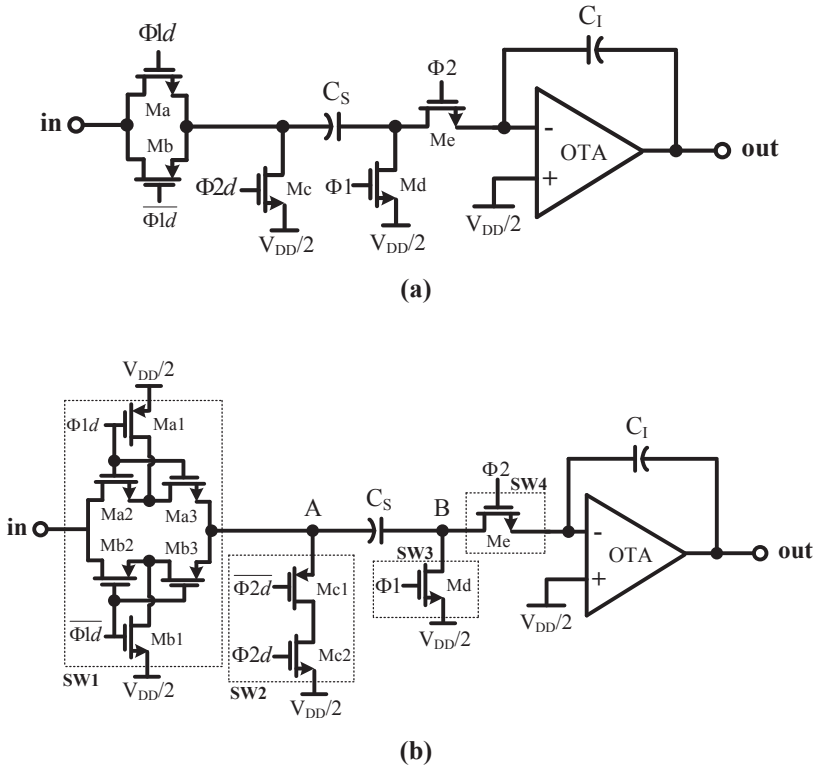 Φ1d
Ma
in
Mb
Φ1d
C_S
Φ2
Me
C_I
-
OTA
+
out
V_DD/2
Φ2d
Mc
V_DD/2
Φ1
Md
V_DD/2
(a)
V_DD/2
Φ1d
Ma1
Ma2
Ma3
in
Mb2
Mb3
Φ1d
Mb1
SW1
V_DD/2
A
C_S
B
Φ2
SW4
Me
C_I
-
OTA
+
out
V_DD/2
Φ2d
Mc1
Φ2d
Mc2
SW2
V_DD/2
SW3
Φ1
Md
V_DD/2
(b)